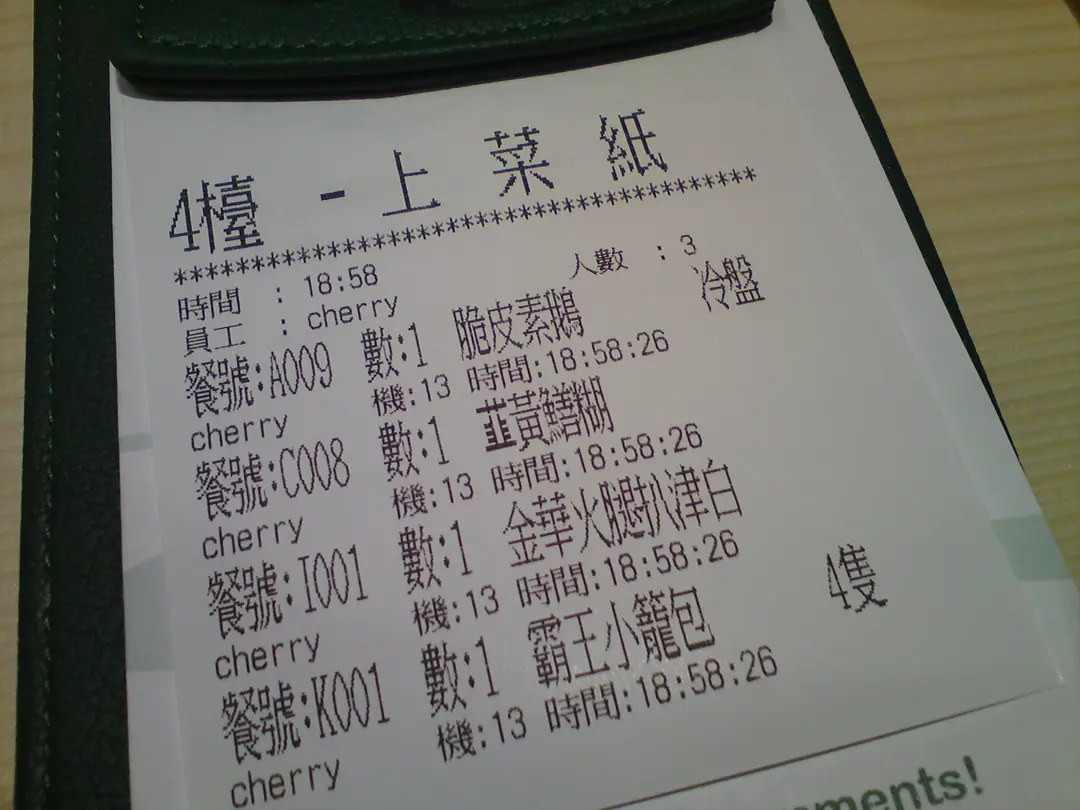 4檯 - 上 菜 紙
**************************************
時間 : 18:58 人數 : 3
員工 : cherry
餐號:A009 數:1 脆皮素鵝 冷盤
cherry 機:13 時間:18:58:26
餐號:C008 數:1 韮黃鱔糊
cherry 機:13 時間:18:58:26
餐號:I001 數:1 金華火腿扒津白
cherry 機:13 時間:18:58:26
餐號:K001 數:1 霸王小籠包 4隻
cherry 機:13 時間:18:58:26